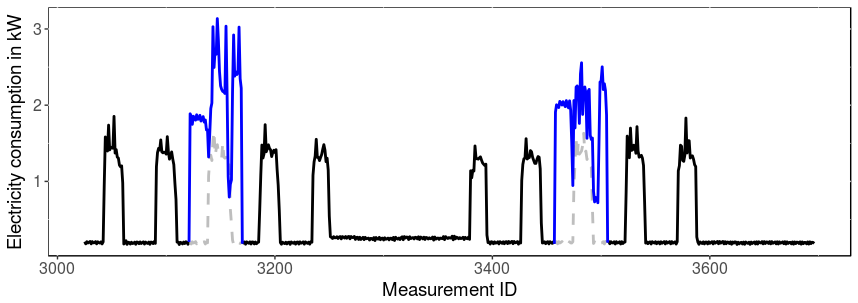 Electricity consumption in kW
3
2
1
3000 3200 3400 3600
Measurement ID